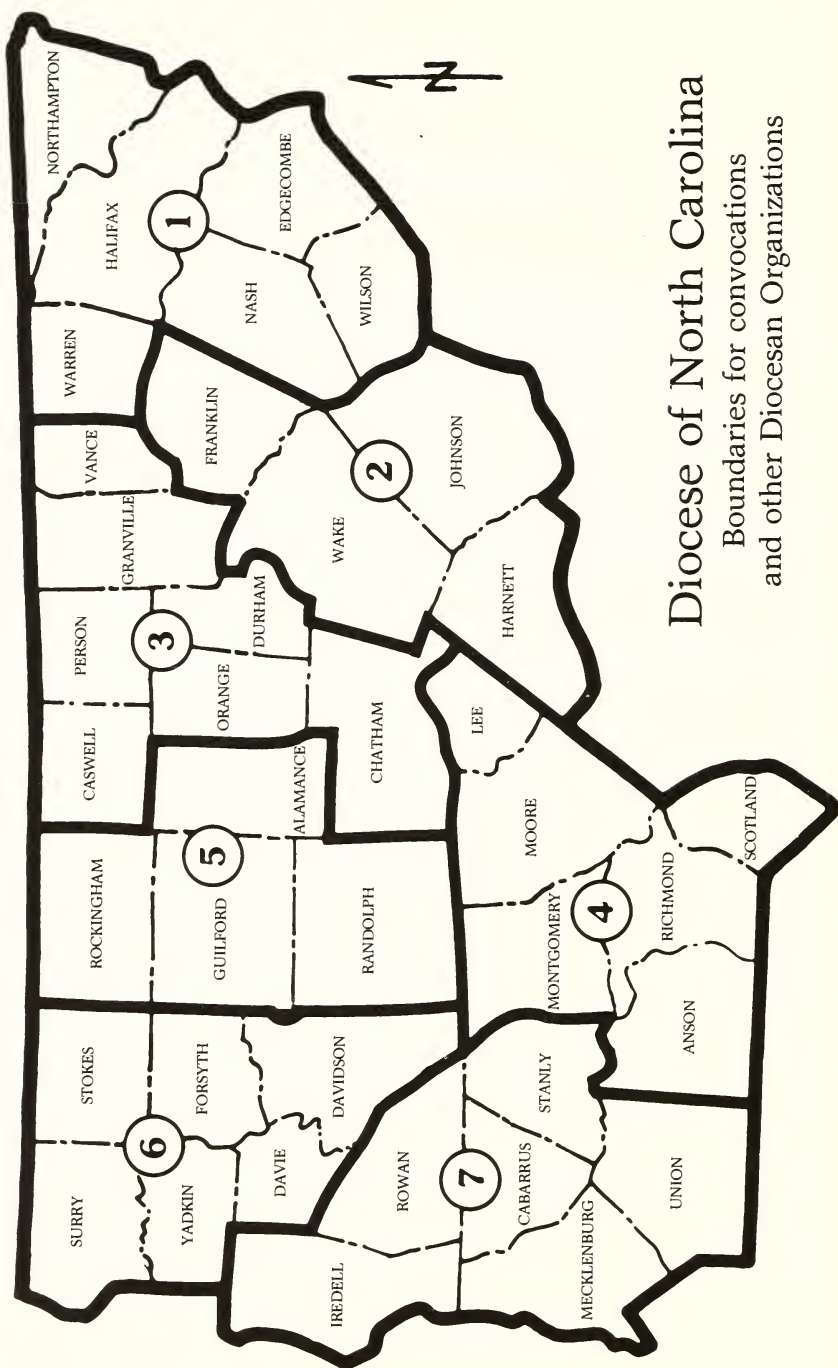 SURRY
STOKES
ROCKINGHAM
CASWELL
PERSON
GRANVILLE
VANCE
WARREN
HALIFAX
NORTHAMPTON
6
YADKIN
FORSYTH
5
GUILFORD
ALAMANCE
3
ORANGE
DURHAM
FRANKLIN
1
NASH
EDGECOMBE
N
IREDELL
DAVIE
DAVIDSON
RANDOLPH
CHATHAM
WAKE
2
WILSON
ROWAN
7
CABARRUS
STANLY
MONTGOMERY
4
MOORE
LEE
HARNETT
JOHNSON
MECKLENBURG
UNION
ANSON
RICHMOND
SCOTLAND
Diocese of North Carolina
Boundaries for convocations
and other Diocesan Organizations